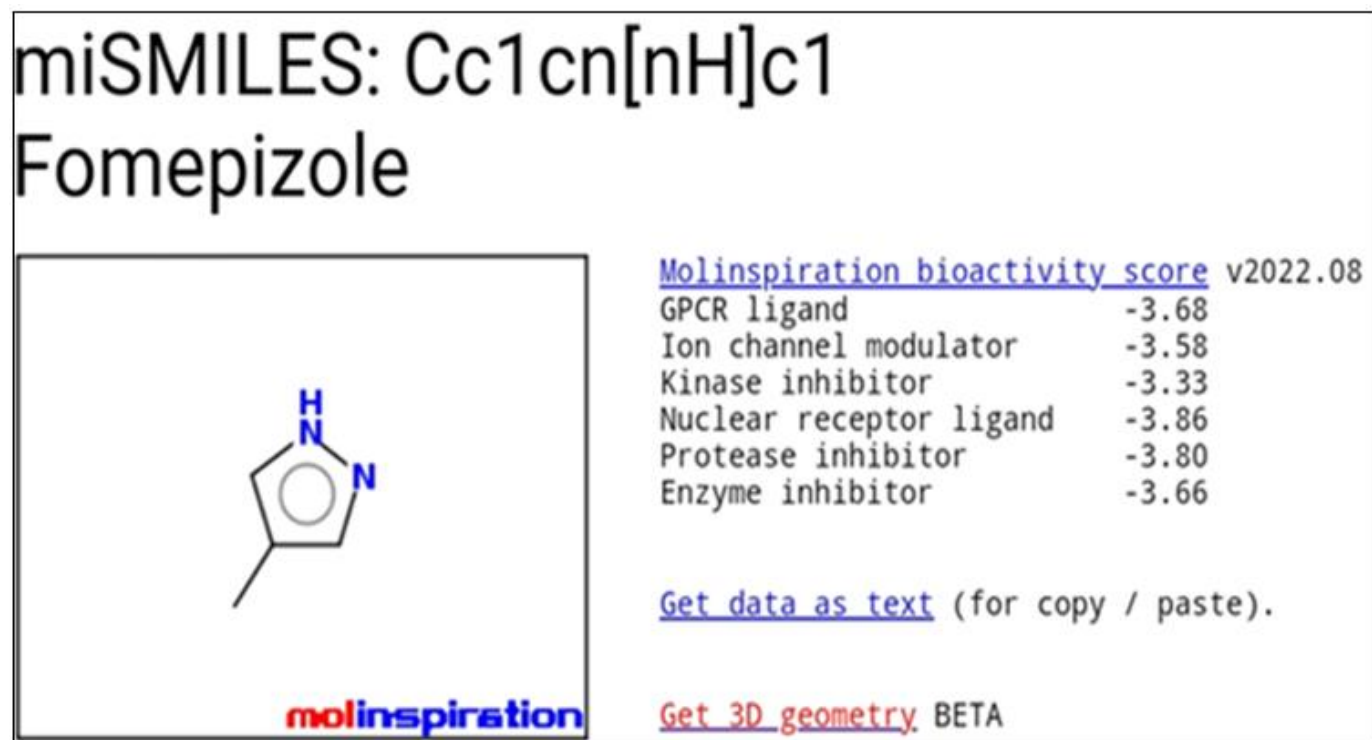 miSMILES: Cc1cn[nH]c1
Fomepizole
H
N
N
molinspiration
Molinspiration bioactivity score v2022.08
GPCR ligand -3.68
Ion channel modulator -3.58
Kinase inhibitor -3.33
Nuclear receptor ligand -3.86
Protease inhibitor -3.80
Enzyme inhibitor -3.66
Get data as text (for copy / paste).
Get 3D geometry BETA